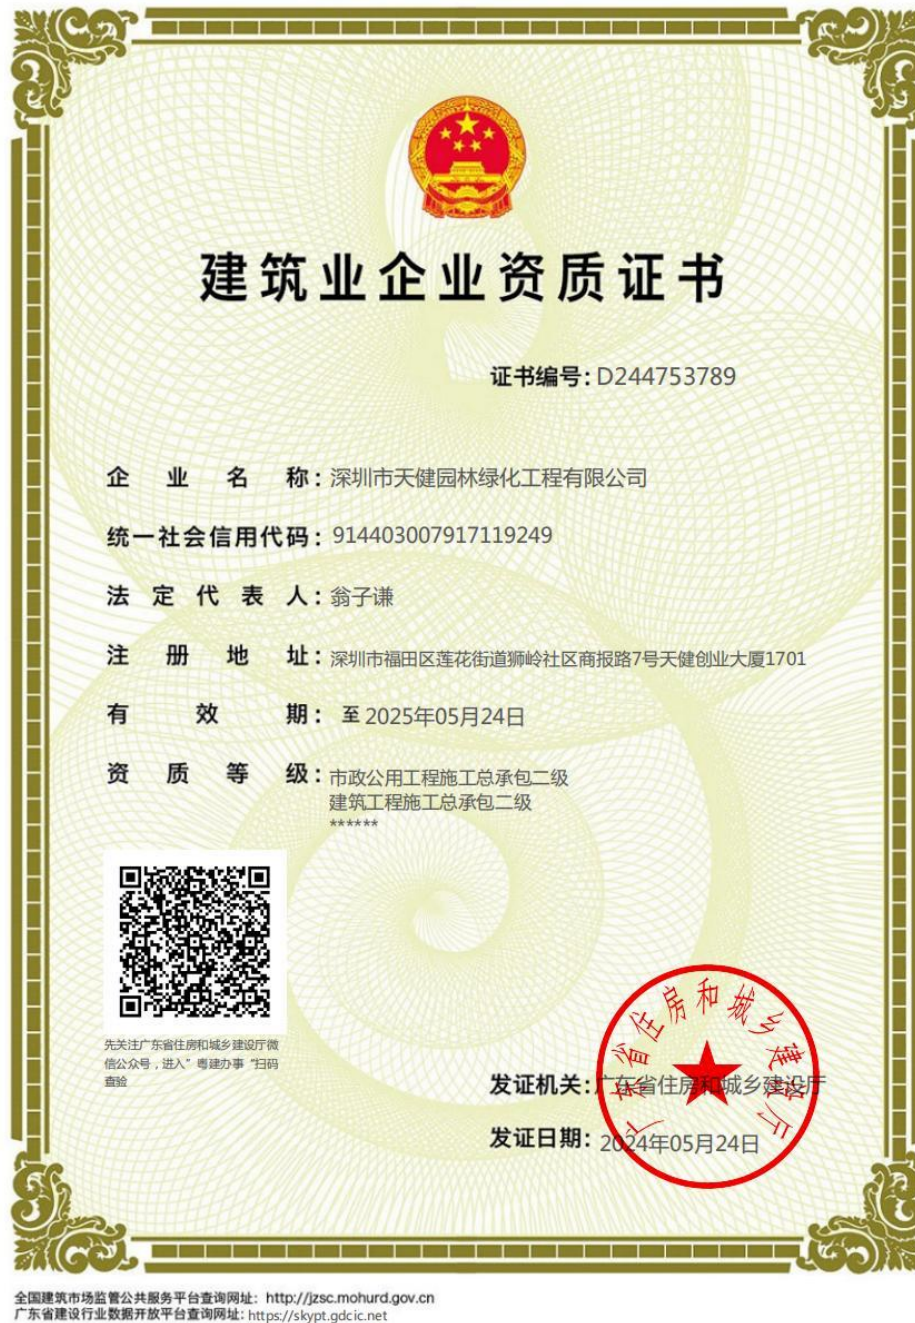 建筑业企业资质证书
证书编号：D244753789
企业名称：深圳市天健园林绿化工程有限公司
统一社会信用代码：914403007917119249
法定代表人：翁子谦
注册地址：深圳市福田区莲花街道狮岭社区商报路7号天健创业大厦1701
有效期：至 2025年05月24日
资质等级：市政公用工程施工总承包二级
建筑工程施工总承包二级
******
先关注广东省住房和城乡建设厅微
信公众号，进入”粤建办事“扫码
查验
广东省住房和城乡建设厅
发证机关：广东省住房和城乡建设厅
发证日期：2024年05月24日
全国建筑市场监管公共服务平台查询网址：http://jzsc.mohurd.gov.cn
广东省建设行业数据开放平台查询网址：https://skypt.gdcic.net